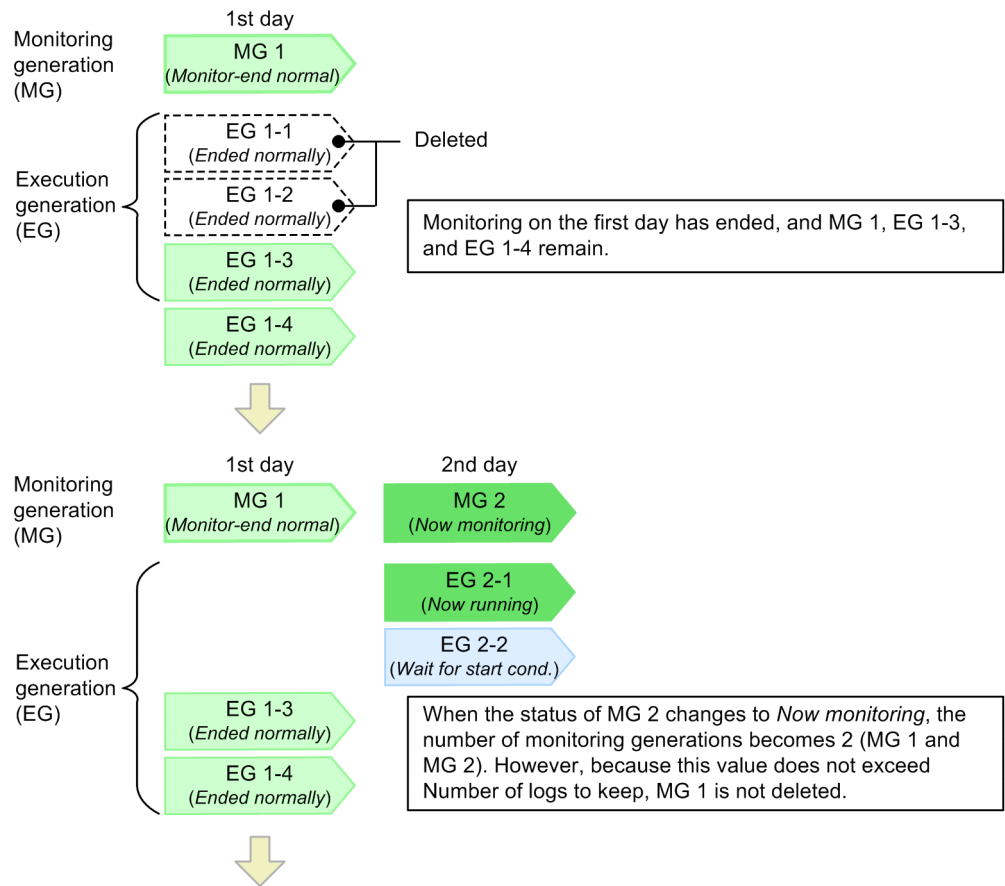 1st day
Monitoring
generation
(MG)
MG 1
(Monitor-end normal)
EG 1-1
(Ended normally)
Deleted
Execution
generation
(EG)
EG 1-2
(Ended normally)
Monitoring on the first day has ended, and MG 1, EG 1-3,
and EG 1-4 remain.
EG 1-3
(Ended normally)
EG 1-4
(Ended normally)
1st day
2nd day
Monitoring
generation
(MG)
MG 1
(Monitor-end normal)
MG 2
(Now monitoring)
EG 2-1
(Now running)
EG 2-2
(Wait for start cond.)
Execution
generation
(EG)
EG 1-3
(Ended normally)
EG 1-4
(Ended normally)
When the status of MG 2 changes to Now monitoring, the
number of monitoring generations becomes 2 (MG 1 and
MG 2). However, because this value does not exceed
Number of logs to keep, MG 1 is not deleted.